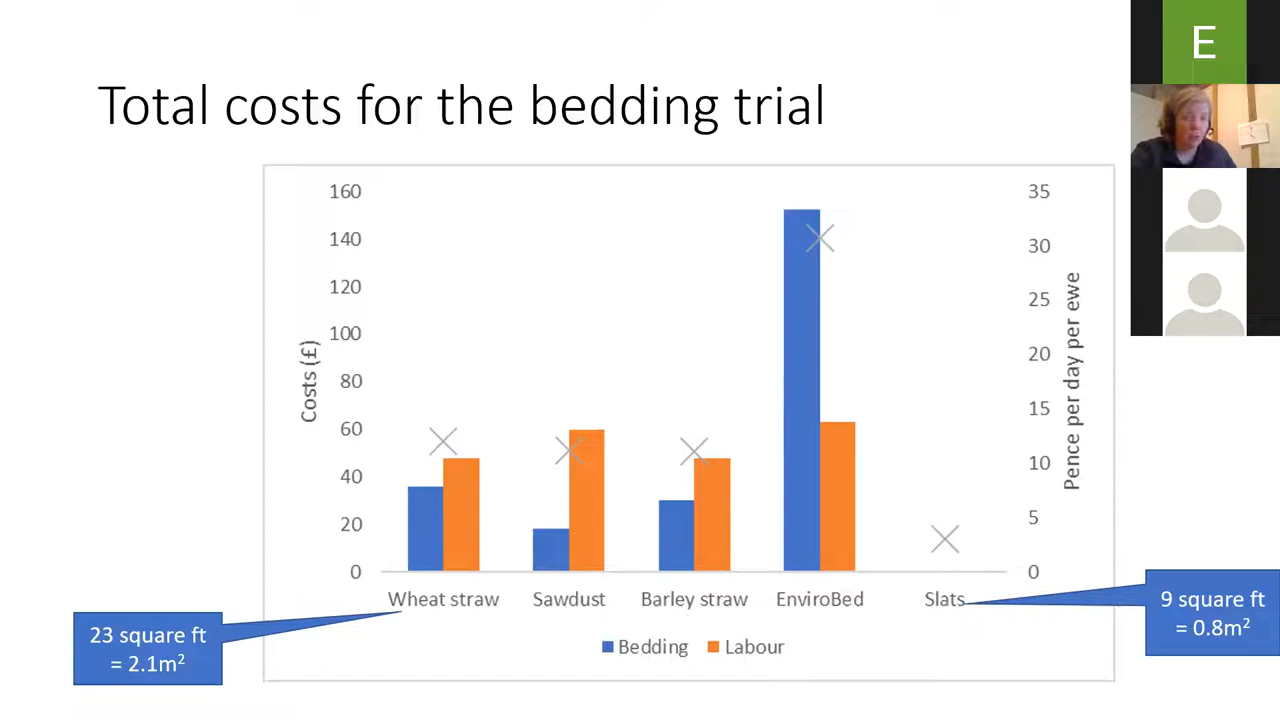 E
Total costs for the bedding trial
160
140
120
100
80
60
40
20
0
Costs (£)
35
30
25
20
15
10
5
0
Pence per day per ewe
Wheat straw
Sawdust
Barley straw
EnviroBed
Slats
Bedding
Labour
23 square ft
= 2.1m²
9 square ft
= 0.8m²